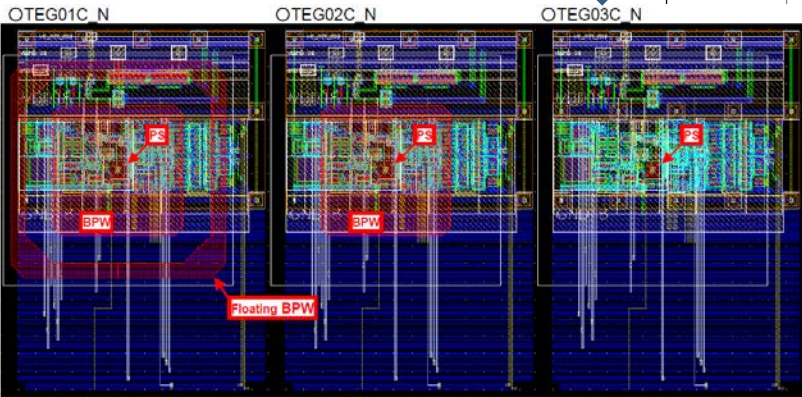 OTEG01C_N
OTEG02C_N
OTEG03C_N
PS
PS
PS
BPW
BPW
Floating BPW